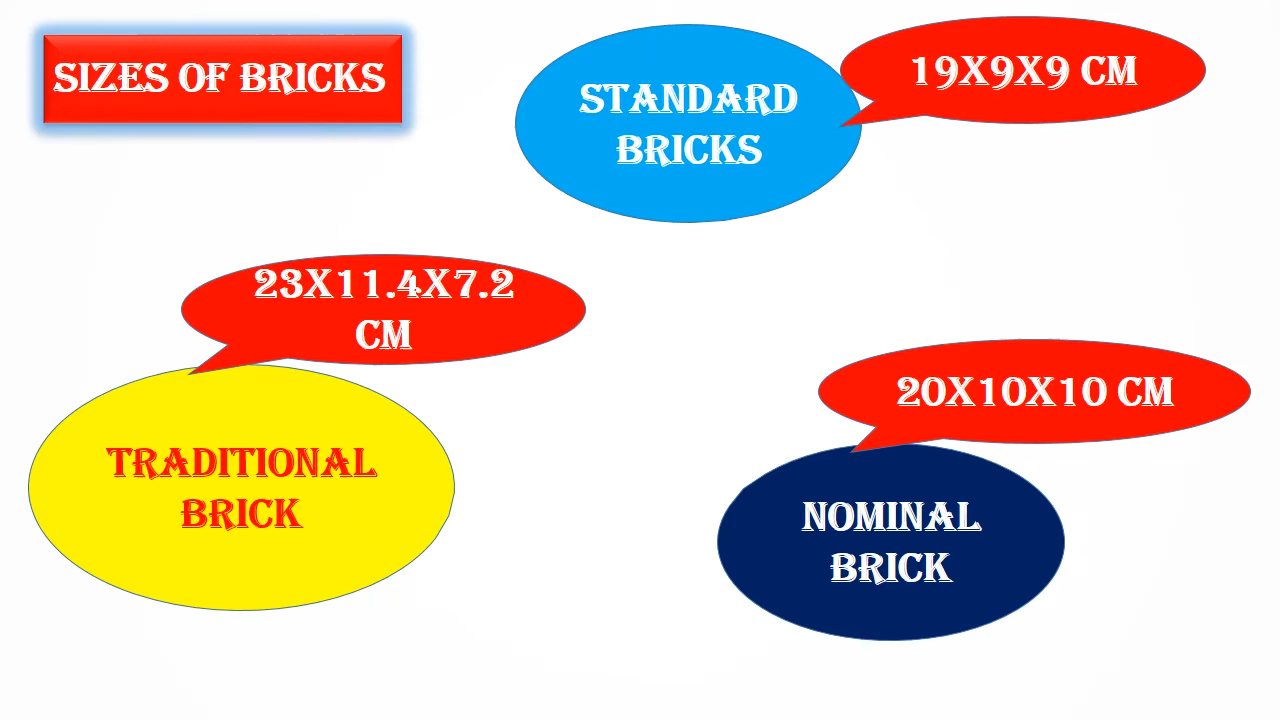 SIZES OF BRICKS
STANDARD
BRICKS
19X9X9 CM
23X11.4X7.2
CM
TRADITIONAL
BRICK
20X10X10 CM
NOMINAL
BRICK